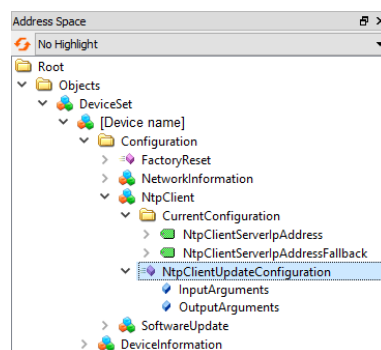 Address Space
No Highlight
Root
Objects
DeviceSet
[Device name]
Configuration
FactoryReset
NetworkInformation
NtpClient
CurrentConfiguration
NtpClientServerIpAddress
NtpClientServerIpAddressFallback
NtpClientUpdateConfiguration
InputArguments
OutputArguments
SoftwareUpdate
DeviceInformation